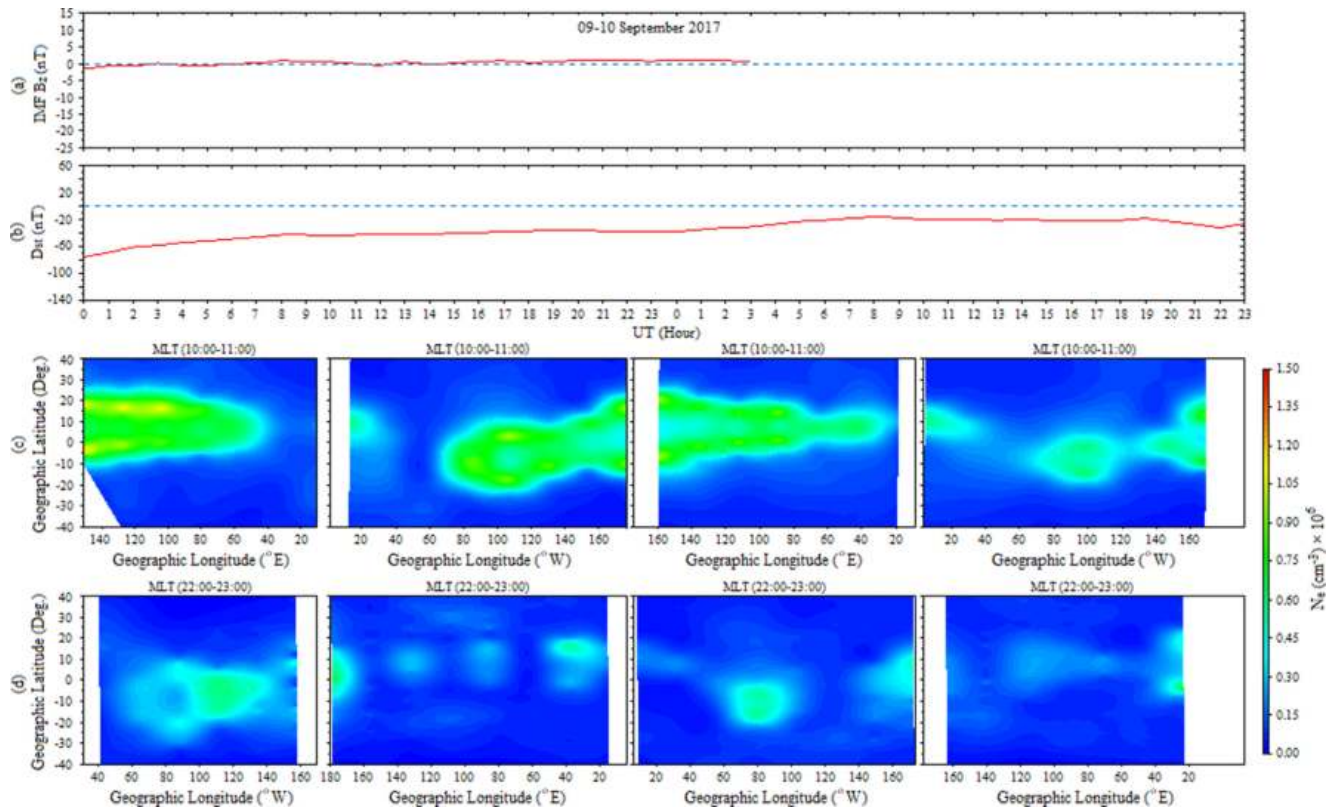 09-10 September 2017
(a)
IMF Bz (nT)
15
10
5
0
-5
-10
-15
-20
-25
(b)
Dst (nT)
60
20
-20
-60
-100
-140
0 1 2 3 4 5 6 7 8 9 10 11 12 13 14 15 16 17 18 19 20 21 22 23 0 1 2 3 4 5 6 7 8 9 10 11 12 13 14 15 16 17 18 19 20 21 22 23
UT (Hour)
MLT (10:00-11:00) MLT (10:00-11:00) MLT (10:00-11:00) MLT (10:00-11:00)
(c)
Geographic Latitude (Deg.)
40
30
20
10
0
-10
-20
-30
-40
140 120 100 80 60 40 20 20 40 60 80 100 120 140 160 160 140 120 100 80 60 40 20 20 40 60 80 100 120 140 160
Geographic Longitude (°E) Geographic Longitude (°W) Geographic Longitude (°E) Geographic Longitude (°W)
MLT (22:00-23:00) MLT (22:00-23:00) MLT (22:00-23:00) MLT (22:00-23:00)
(d)
Geographic Latitude (Deg.)
40
30
20
10
0
-10
-20
-30
-40
40 60 80 100 120 140 160 180 160 140 120 100 80 60 40 20 20 40 60 80 100 120 140 160 160 140 120 100 80 60 40 20
Geographic Longitude (°W) Geographic Longitude (°E) Geographic Longitude (°W) Geographic Longitude (°E)
1.50
1.35
1.20
1.05
0.90
0.75
0.60
0.45
0.30
0.15
0.00
Ne (cm⁻³) × 10⁶